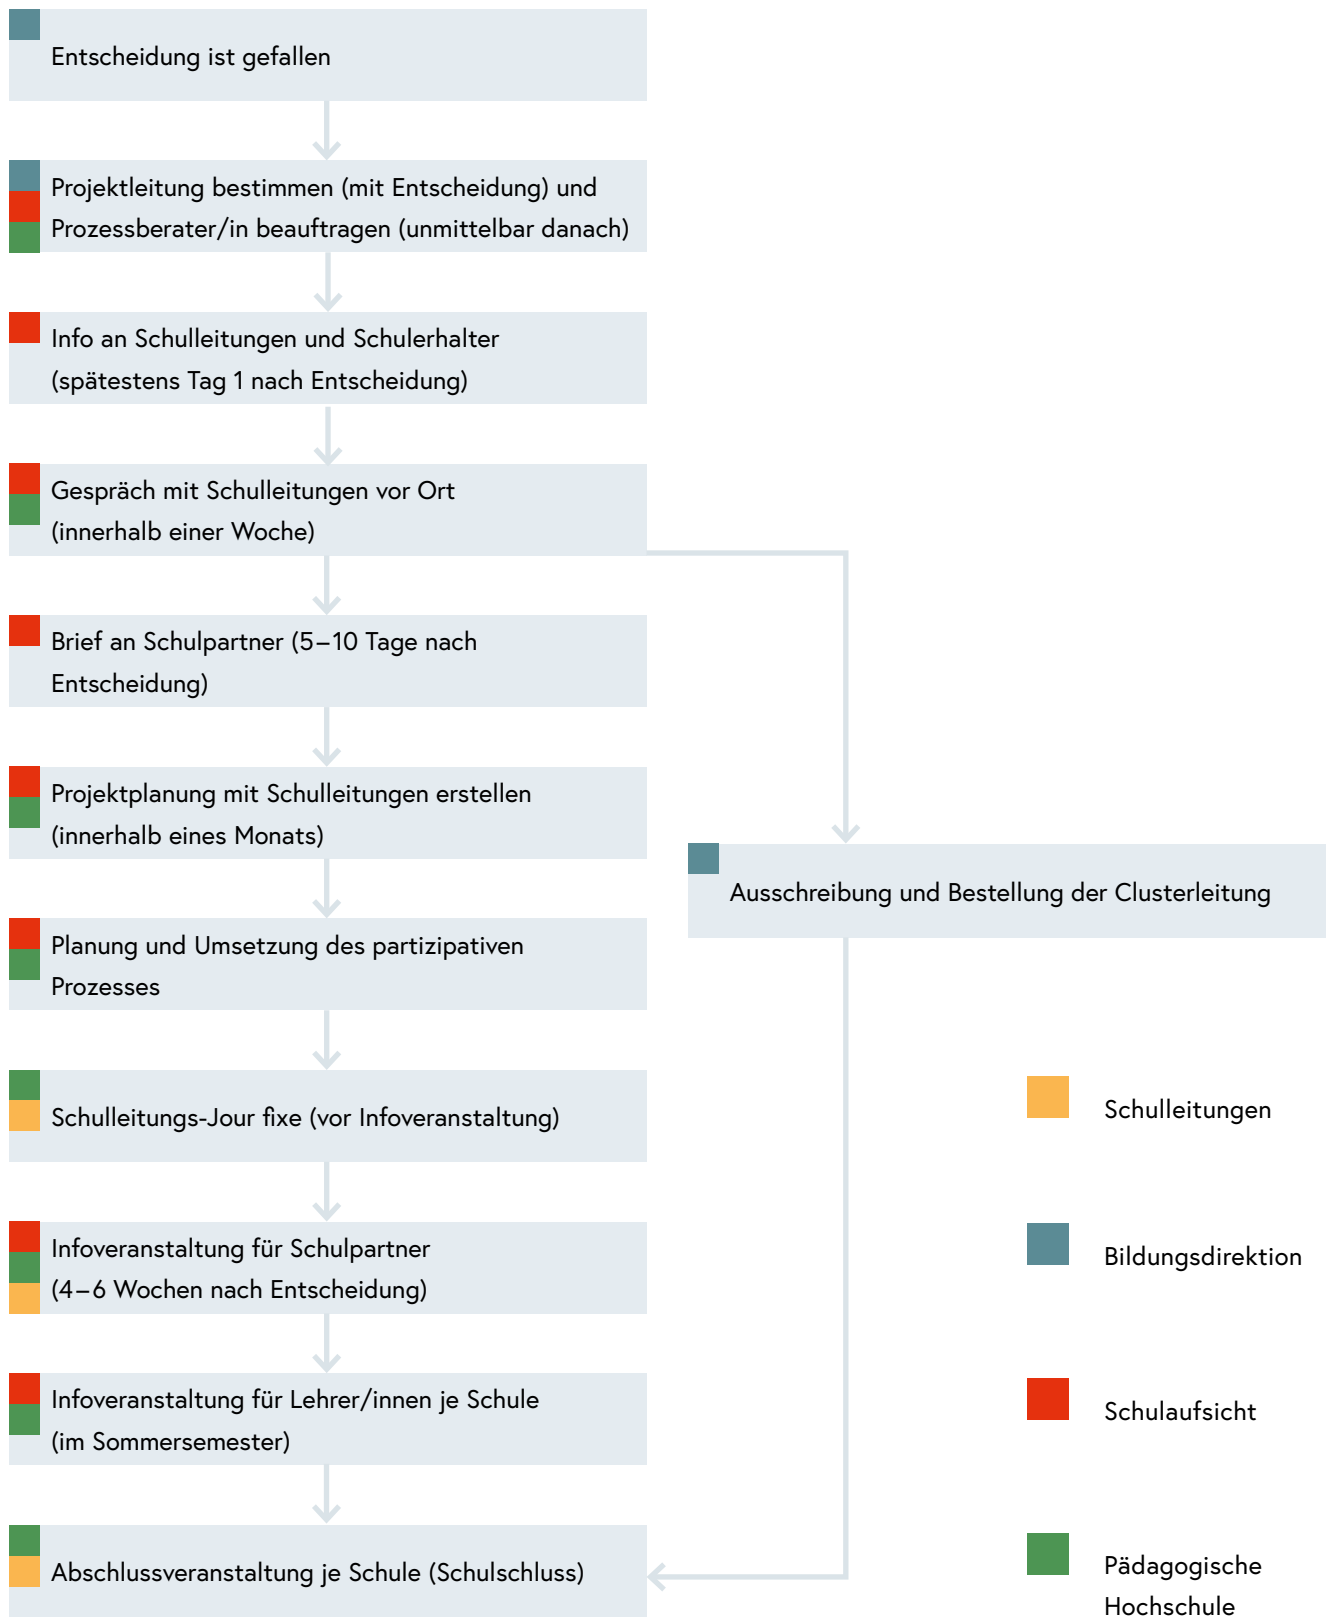 Entscheidung ist gefallen
Projektleitung bestimmen (mit Entscheidung) und
Prozessberater/in beauftragen (unmittelbar danach)
Info an Schulleitungen und Schulerhalter
(spätestens Tag 1 nach Entscheidung)
Gespräch mit Schulleitungen vor Ort
(innerhalb einer Woche)
Brief an Schulpartner (5–10 Tage nach
Entscheidung)
Projektplanung mit Schulleitungen erstellen
(innerhalb eines Monats)
Ausschreibung und Bestellung der Clusterleitung
Planung und Umsetzung des partizipativen
Prozesses
Schulleitungs-Jour fixe (vor Infoveranstaltung)
Infoveranstaltung für Schulpartner
(4–6 Wochen nach Entscheidung)
Infoveranstaltung für Lehrer/innen je Schule
(im Sommersemester)
Abschlussveranstaltung je Schule (Schulschluss)
Schulleitungen
Bildungsdirektion
Schulaufsicht
Pädagogische
Hochschule